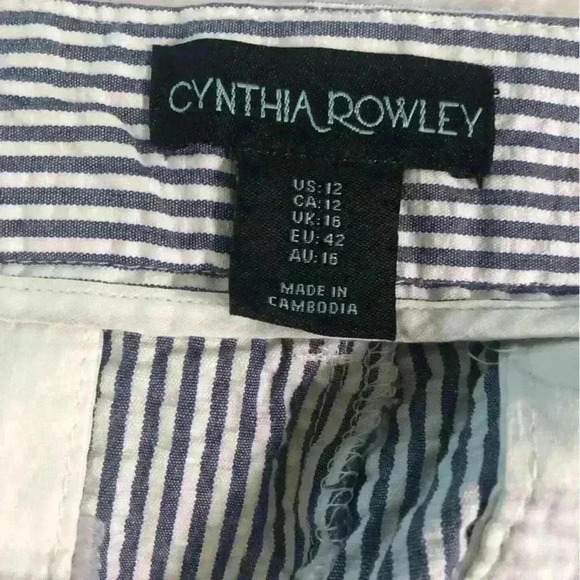 CYNTHIA ROWLEY
US: 12
CA: 12
UK: 16
EU: 42
AU: 16
MADE IN
CAMBODIA